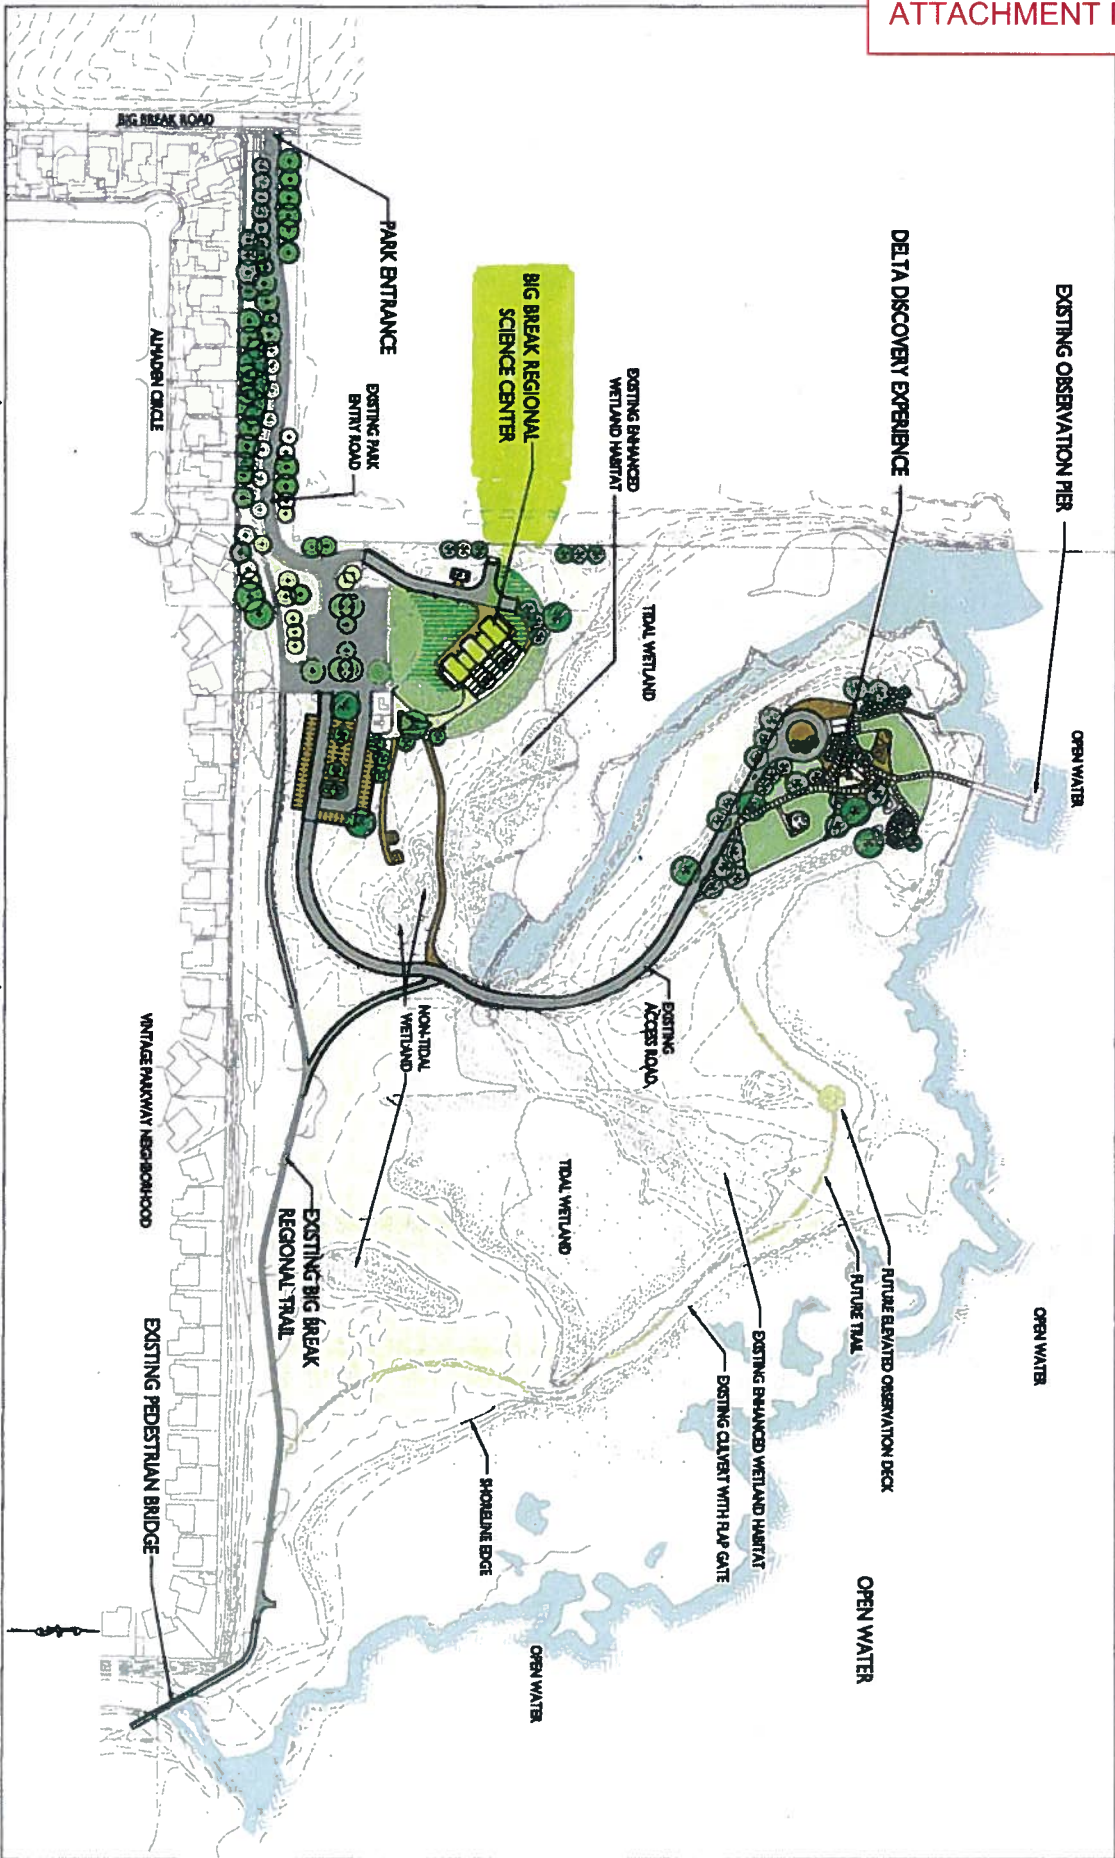 ATTACHMENT I
EXISTING OBSERVATION PIER
OPEN WATER
OPEN WATER
DELTA DISCOVERY EXPERIENCE
OPEN WATER
FUTURE ELEVATED OBSERVATION DECK
FUTURE TRAIL
EXISTING ENHANCED WETLAND HABITAT
EXISTING CULVERT WITH FLAP GATE
EXISTING ENHANCED
WETLAND HABITAT
TIDAL WETLAND
EXISTING
ACCESS ROAD
TIDAL WETLAND
OPEN WATER
BIG BREAK REGIONAL
SCIENCE CENTER
SHORELINE EDGE
NON-TIDAL
WETLAND
PARK ENTRANCE
EXISTING PARK
ENTRY ROAD
EXISTING BIG BREAK
REGIONAL TRAIL
BIG BREAK ROAD
ALMADEN CIRCLE
VINTAGE PARKWAY NEIGHBORHOOD
EXISTING PEDESTRIAN BRIDGE